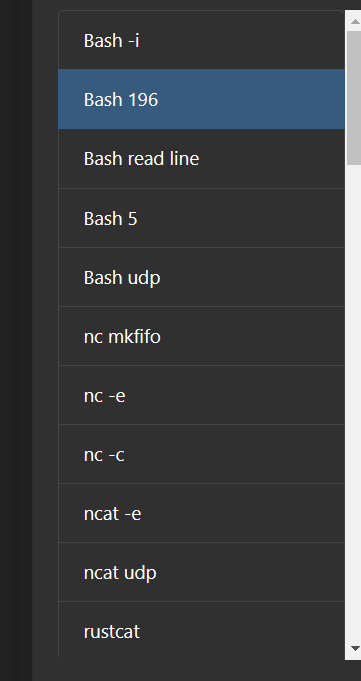 Bash -i
Bash 196
Bash read line
Bash 5
Bash udp
nc mkfifo
nc -e
nc -c
ncat -e
ncat udp
rustcat